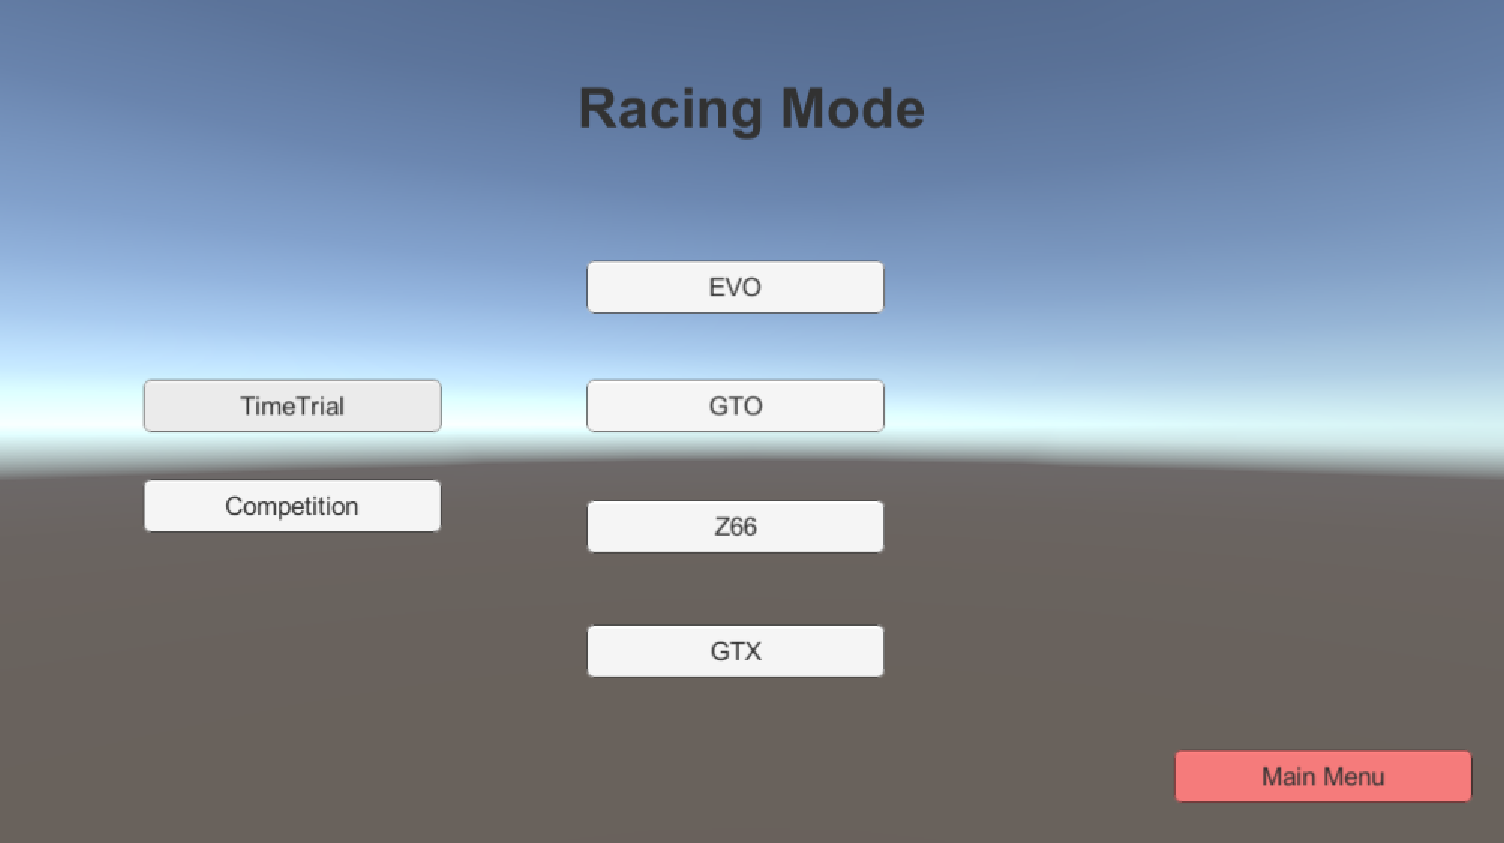 Racing Mode
EVO
TimeTrial
GTO
Competition
Z66
GTX
Main Menu